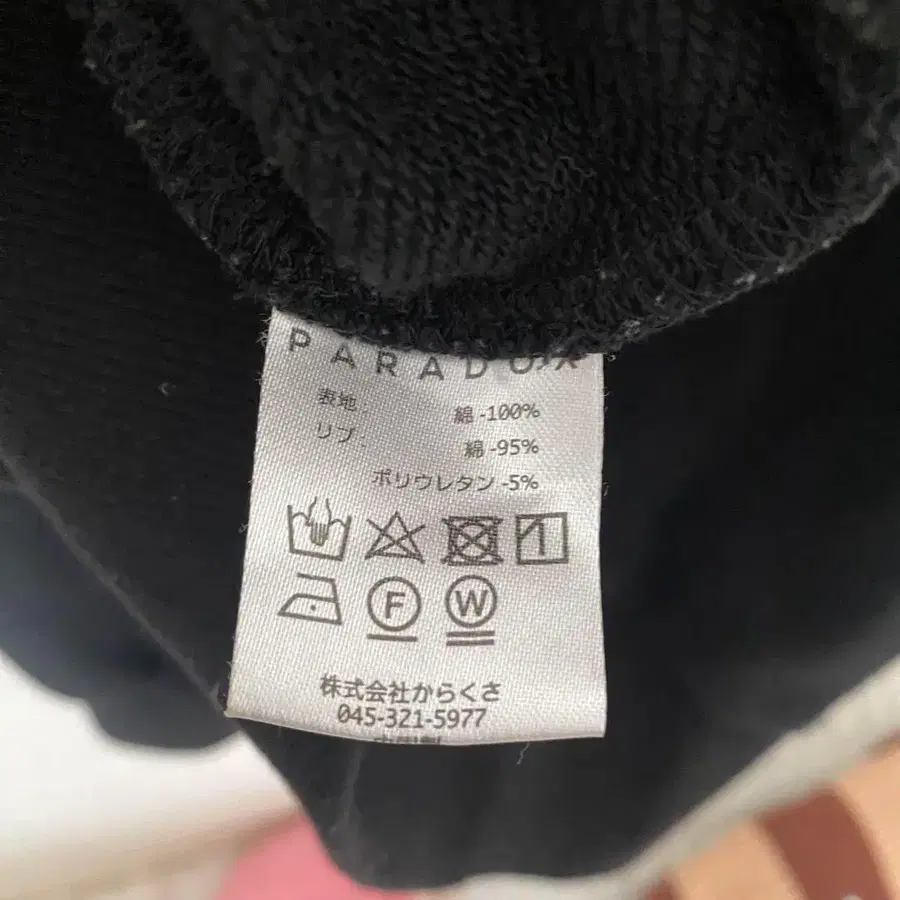 PARADOX
表地. 綿-100%
リブ. 綿-95%
ポリウレタン-5%
1
F W
株式会社からくさ
045-321-5977